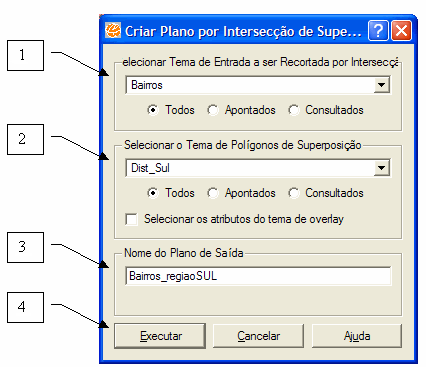 Criar Plano por Intersecção de Supe...
1
elecionar Tema de Entrada a ser Recortada por Intersecçã
Bairros
Todos Apontados Consultados
2
Selecionar o Tema de Polígonos de Superposição
Dist_Sul
Todos Apontados Consultados
Selecionar os atributos do tema de overlay
3
Nome do Plano de Saída
Bairros_regiaoSUL
4
Executar Cancelar Ajuda